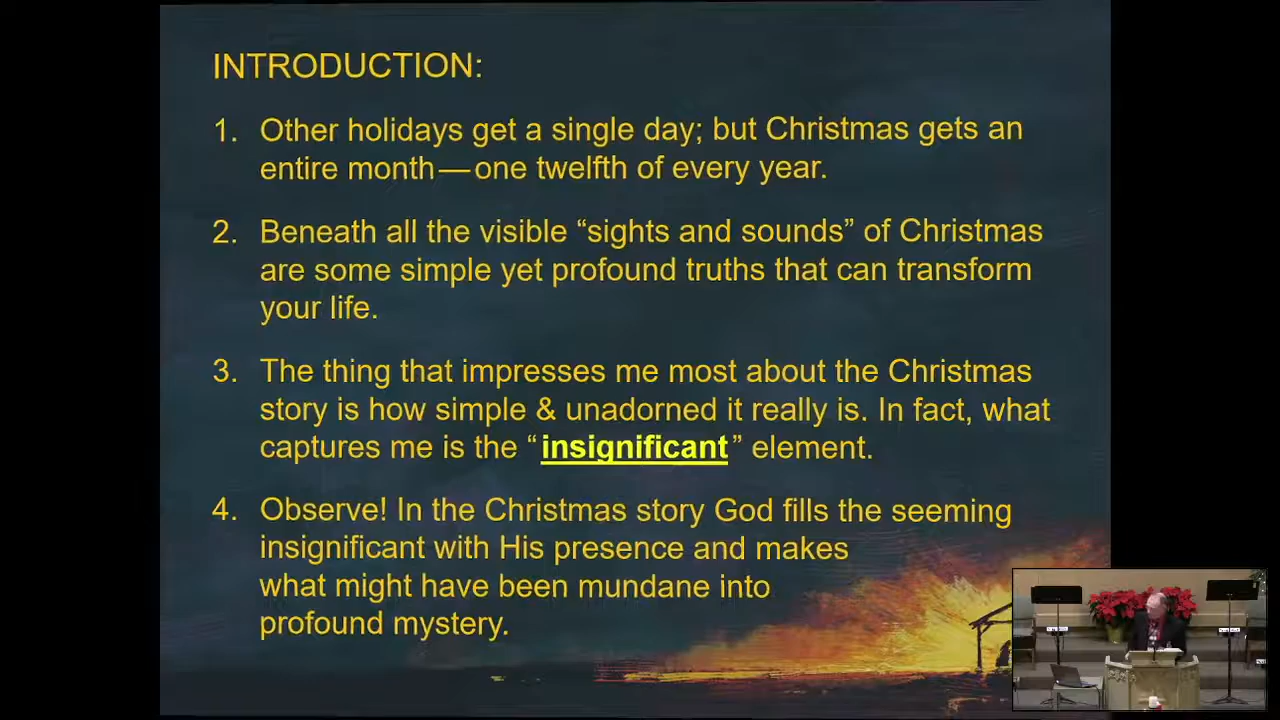 INTRODUCTION:
1. Other holidays get a single day; but Christmas gets an
entire month—one twelfth of every year.
2. Beneath all the visible “sights and sounds” of Christmas
are some simple yet profound truths that can transform
your life.
3. The thing that impresses me most about the Christmas
story is how simple & unadorned it really is. In fact, what
captures me is the “insignificant” element.
4. Observe! In the Christmas story God fills the seeming
insignificant with His presence and makes
what might have been mundane into
profound mystery.